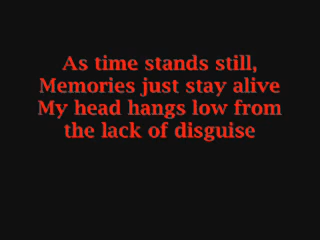 As time stands still,
Memories just stay alive
My head hangs low from
the lack of disguise